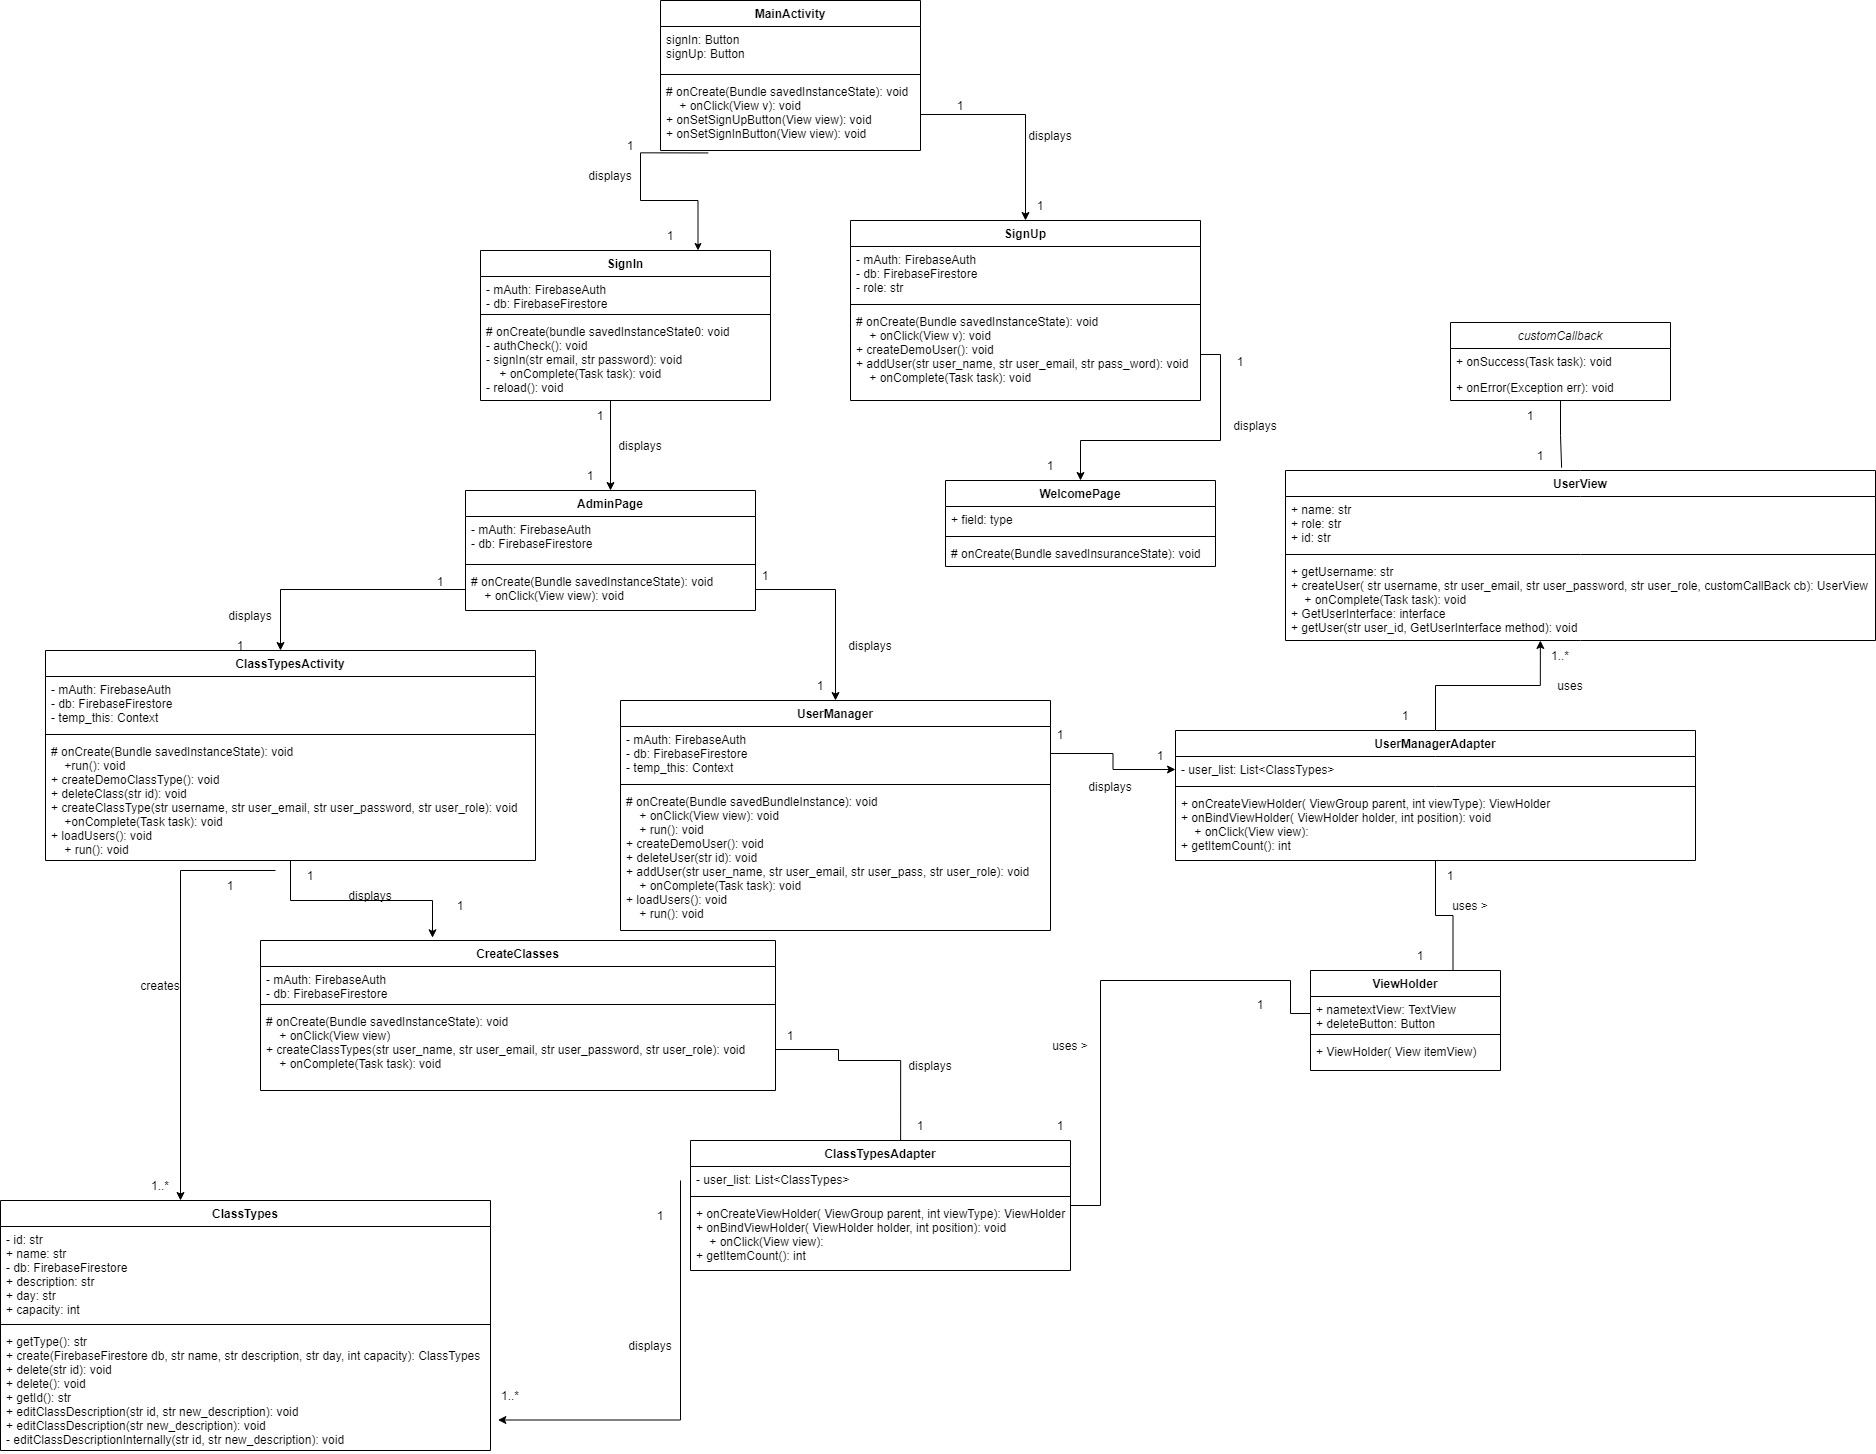 MainActivity
signIn: Button
signUp: Button
# onCreate(Bundle savedInstanceState): void
+ onClick(View v): void
+ onSetSignUpButton(View view): void
+ onSetSignInButton(View view): void
1
displays
1
1
displays
1
SignIn
- mAuth: FirebaseAuth
- db: FirebaseFirestore
# onCreate(bundle savedInstanceState0: void
- authCheck(): void
- signIn(str email, str password): void
+ onComplete(Task task): void
- reload(): void
SignUp
- mAuth: FirebaseAuth
- db: FirebaseFirestore
- role: str
# onCreate(Bundle savedInstanceState): void
+ onClick(View v): void
+ createDemoUser(): void
+ addUser(str user_name, str user_email, str pass_word): void
+ onComplete(Task task): void
1
displays
1
customCallback
+ onSuccess(Task task): void
+ onError(Exception err): void
1
1
1
displays
1
AdminPage
- mAuth: FirebaseAuth
- db: FirebaseFirestore
# onCreate(Bundle savedInstanceState): void
+ onClick(View view): void
WelcomePage
+ field: type
# onCreate(Bundle savedInsuranceState): void
UserView
+ name: str
+ role: str
+ id: str
+ getUsername: str
+ createUser( str username, str user_email, str user_password, str user_role, customCallBack cb): UserView
+ onComplete(Task task): void
+ GetUserInterface: interface
+ getUser(str user_id, GetUserInterface method): void
1
displays
1
1
displays
1
1..*
uses
1
ClassTypesActivity
- mAuth: FirebaseAuth
- db: FirebaseFirestore
- temp_this: Context
# onCreate(Bundle savedInstanceState): void
+run(): void
+ createDemoClassType(): void
+ deleteClass(str id): void
+ createClassType(str username, str user_email, str user_password, str user_role): void
+onComplete(Task task): void
+ loadUsers(): void
+ run(): void
UserManager
- mAuth: FirebaseAuth
- db: FirebaseFirestore
- temp_this: Context
# onCreate(Bundle savedBundleInstance): void
+ onClick(View view): void
+ run(): void
+ createDemoUser(): void
+ deleteUser(str id): void
+ addUser(str user_name, str user_email, str user_pass, str user_role): void
+ onComplete(Task task): void
+ loadUsers(): void
+ run(): void
1
1
displays
UserManagerAdapter
- user_list: List<ClassTypes>
+ onCreateViewHolder( ViewGroup parent, int viewType): ViewHolder
+ onBindViewHolder( ViewHolder holder, int position): void
+ onClick(View view):
+ getItemCount(): int
1
uses >
1
1
displays
1
1
creates
1..*
CreateClasses
- mAuth: FirebaseAuth
- db: FirebaseFirestore
# onCreate(Bundle savedInstanceState): void
+ onClick(View view)
+ createClassTypes(str user_name, str user_email, str user_password, str user_role): void
+ onComplete(Task task): void
1
displays
1
ViewHolder
+ nametextView: TextView
+ deleteButton: Button
+ ViewHolder( View itemView)
1
uses >
1
ClassTypesAdapter
- user_list: List<ClassTypes>
+ onCreateViewHolder( ViewGroup parent, int viewType): ViewHolder
+ onBindViewHolder( ViewHolder holder, int position): void
+ onClick(View view):
+ getItemCount(): int
1
displays
1..*
ClassTypes
- id: str
+ name: str
- db: FirebaseFirestore
+ description: str
+ day: str
+ capacity: int
+ getType(): str
+ create(FirebaseFirestore db, str name, str description, str day, int capacity): ClassTypes
+ delete(str id): void
+ delete(): void
+ getId(): str
+ editClassDescription(str id, str new_description): void
+ editClassDescription(str new_description): void
- editClassDescriptionInternally(str id, str new_description): void